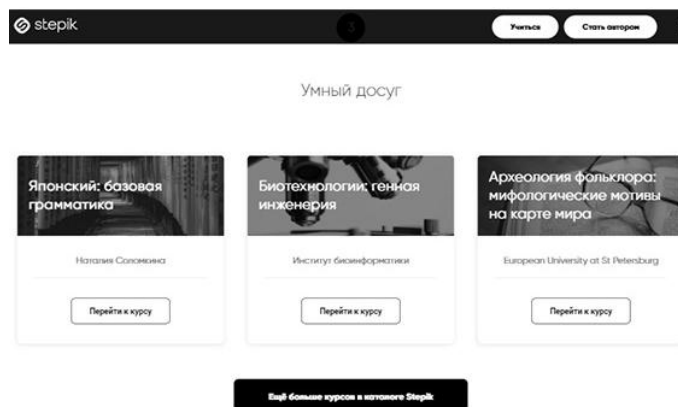 stepik
3
Учиться
Стать автором
Умный досуг
Японский: базовая
грамматика
Наталия Соломкина
Перейти к курсу
Биотехнологии: генная
инженерия
Институт биоинформатики
Перейти к курсу
Археология фольклора:
мифологические мотивы
на карте мира
European University at St Petersburg
Перейти к курсу
Ещё больше курсов в каталоге Stepik